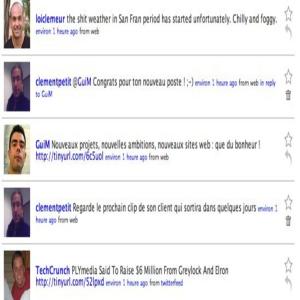 loiclemeur the shit weather in San Fran period has started unfortunately. Chilly and foggy.
environ 1 heure ago from web
clementpetit @GuiM Congrats pour ton nouveau poste ! ;-) environ 1 heure ago from web in reply
to GuiM
GuiM Nouveaux projets, nouvelles ambitions, nouveaux sites web : que du bonheur !
http://tinyurl.com/6c5uol environ 1 heure ago from web
clementpetit Regarde le prochain clip de son client qui sortira dans quelques jours environ 1
heure ago from web
TechCrunch PLYmedia Said To Raise $6 Million From Greylock And Elron
http://tinyurl.com/52lpxd environ 1 heure ago from twitterfeed